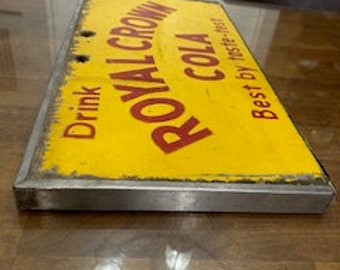 Drink
ROYAL CROWN
COLA
Best by taste-test